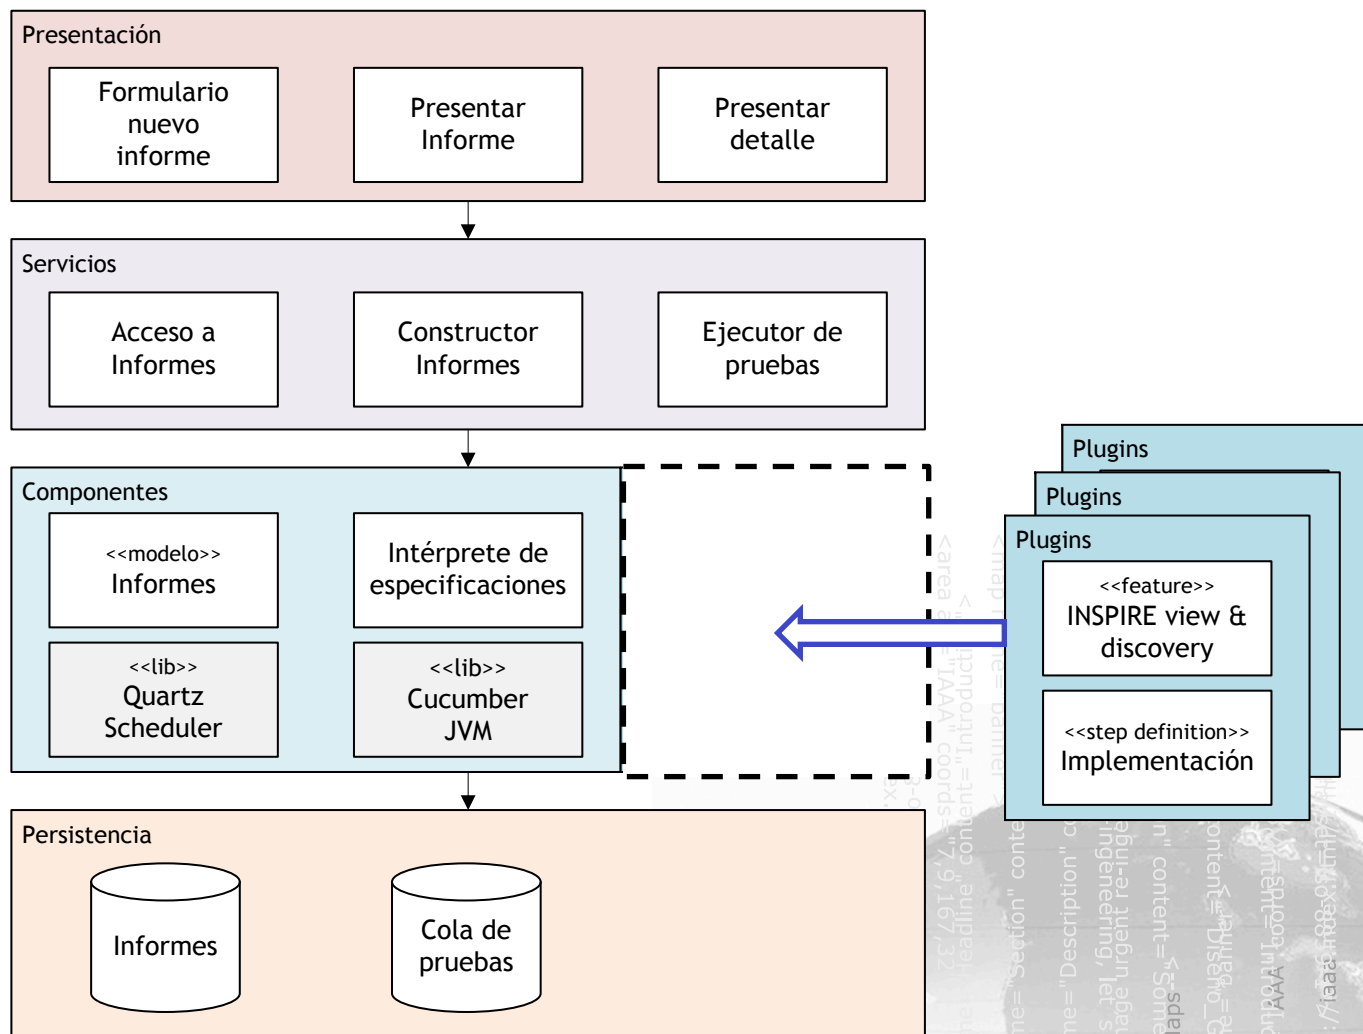 Presentación
Formulario
nuevo
informe
Presentar
Informe
Presentar
detalle
Servicios
Acceso a
Informes
Constructor
Informes
Ejecutor de
pruebas
Componentes
<<modelo>>
Informes
Intérprete de
especificaciones
<<lib>>
Quartz
Scheduler
<<lib>>
Cucumber
JVM
Plugins
Plugins
Plugins
<<feature>>
INSPIRE view &
discovery
<<step definition>>
Implementación
Persistencia
Informes
Cola de
pruebas